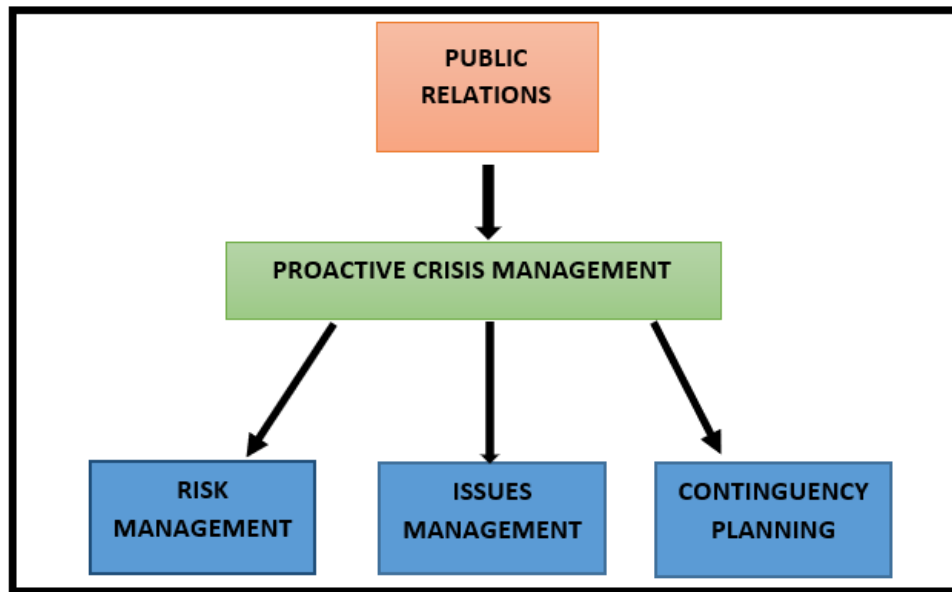 PUBLIC
RELATIONS
PROACTIVE CRISIS MANAGEMENT
RISK
MANAGEMENT
ISSUES
MANAGEMENT
CONTINGUENCY
PLANNING